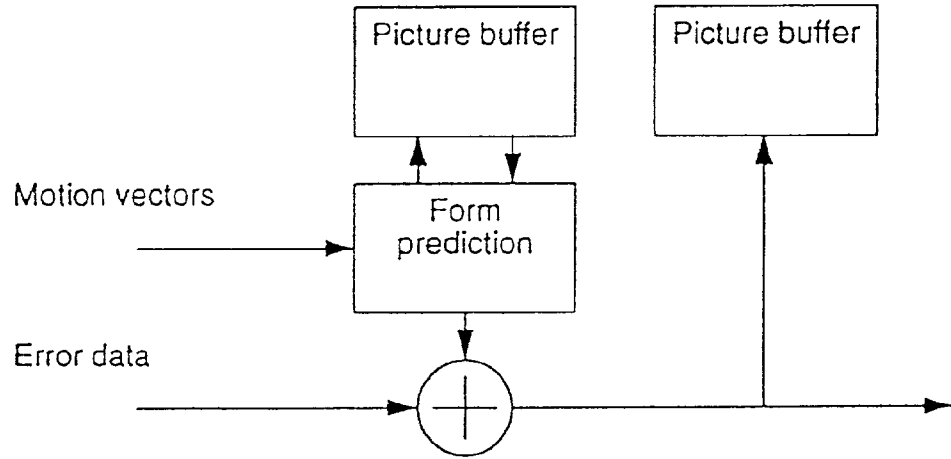 Picture buffer
Picture buffer
Motion vectors
Form
prediction
Error data